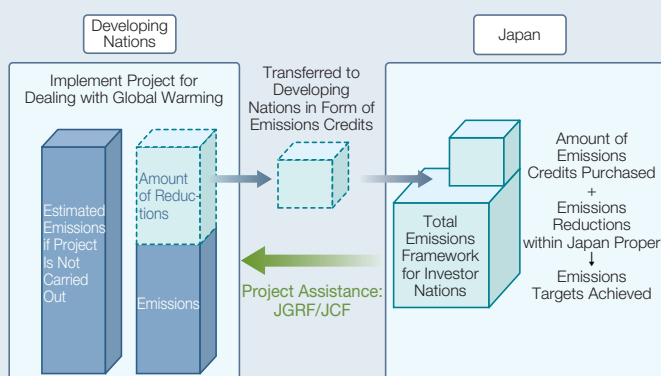 Developing
Nations
Japan
Implement Project for
Dealing with Global Warming
Transferred to
Developing
Nations in Form of
Emissions Credits
Estimated
Emissions
if Project
Is Not
Carried
Out
Amount
of Reduc-
tions
Emissions
Project Assistance:
JGRF/JCF
Total
Emissions
Framework
for Investor
Nations
Amount of
Emissions
Credits Purchased
+
Emissions
Reductions
within Japan Proper
Emissions
Targets Achieved